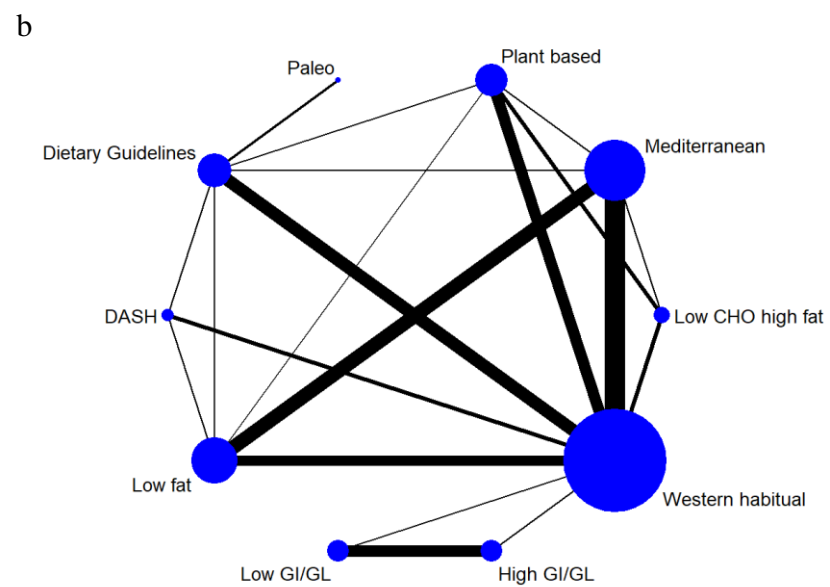 b
Plant based
Paleo
Mediterranean
Dietary Guidelines
DASH
Low CHO high fat
Low fat
Western habitual
Low GI/GL
High GI/GL